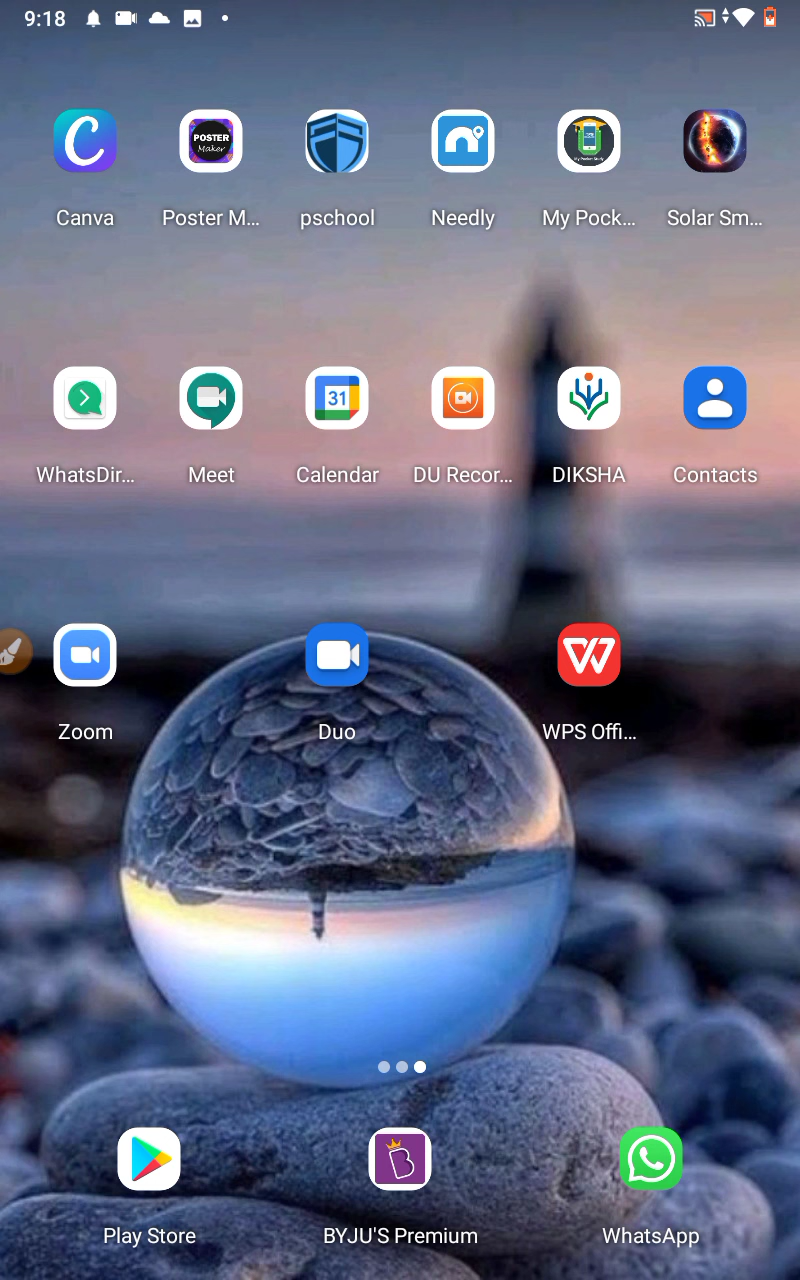 9:18
POSTER
Maker
Canva
Poster M...
pschool
Needly
My Pock...
Solar Sm...
31
WhatsDir...
Meet
Calendar
DU Recor...
DIKSHA
Contacts
Zoom
Duo
WPS Offi...
Play Store
BYJU'S Premium
WhatsApp